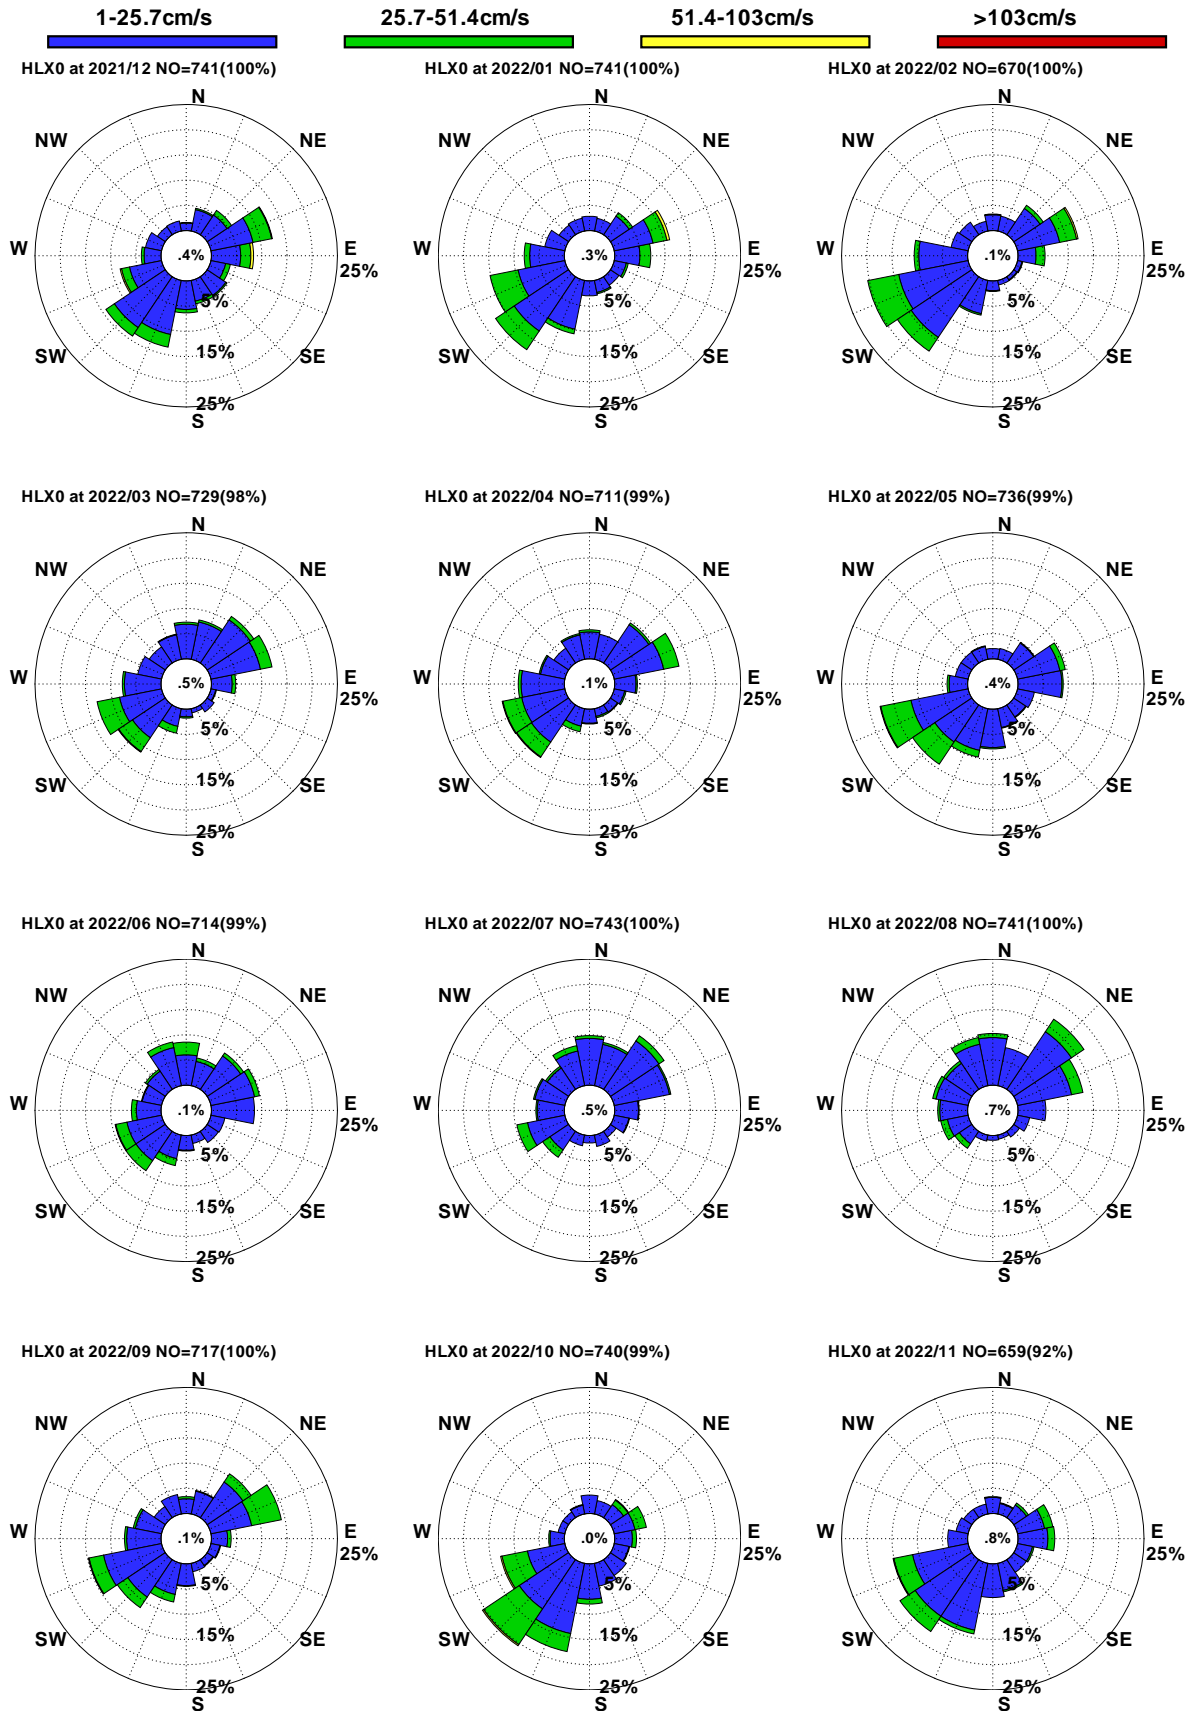 1-25.7cm/s 25.7-51.4cm/s 51.4-103cm/s >103cm/s
HLX0 at 2021/12 NO=741(100%) HLX0 at 2022/01 NO=741(100%) HLX0 at 2022/02 NO=670(100%)
N N N
NW NE NW NE NW NE
W .4% E W .3% E W .1% E
25% 25% 25%
5% 5% 5%
SW 15% SE SW 15% SE SW 15% SE
25% 25% 25%
S S S
HLX0 at 2022/03 NO=729(98%) HLX0 at 2022/04 NO=711(99%) HLX0 at 2022/05 NO=736(99%)
N N N
NW NE NW NE NW NE
W .5% E W .1% E W .4% E
25% 25% 25%
5% 5% 5%
SW 15% SE SW 15% SE SW 15% SE
25% 25% 25%
S S S
HLX0 at 2022/06 NO=714(99%) HLX0 at 2022/07 NO=743(100%) HLX0 at 2022/08 NO=741(100%)
N N N
NW NE NW NE NW NE
W .1% E W .5% E W .7% E
25% 25% 25%
5% 5% 5%
SW 15% SE SW 15% SE SW 15% SE
25% 25% 25%
S S S
HLX0 at 2022/09 NO=717(100%) HLX0 at 2022/10 NO=740(99%) HLX0 at 2022/11 NO=659(92%)
N N N
NW NE NW NE NW NE
W .1% E W .0% E W .8% E
25% 25% 25%
5% 5% 5%
SW 15% SE SW 15% SE SW 15% SE
25% 25% 25%
S S S